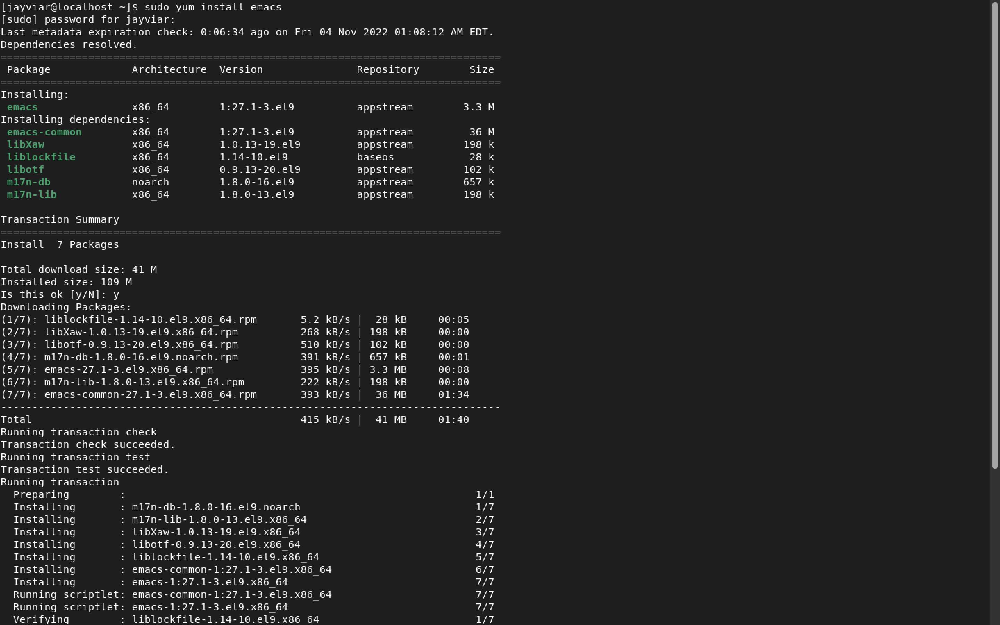 [jayviar@localhost ~]$ sudo yum install emacs
[sudo] password for jayviar:
Last metadata expiration check: 0:06:34 ago on Fri 04 Nov 2022 01:08:12 AM EDT.
Dependencies resolved.
================================================================================
 Package             Architecture  Version               Repository        Size
================================================================================
Installing:
 emacs               x86_64        1:27.1-3.el9          appstream        3.3 M
Installing dependencies:
 emacs-common        x86_64        1:27.1-3.el9          appstream         36 M
 libXaw              x86_64        1.0.13-19.el9         appstream        198 k
 liblockfile         x86_64        1.14-10.el9           baseos            28 k
 libotf              x86_64        0.9.13-20.el9         appstream        102 k
 m17n-db             noarch        1.8.0-16.el9          appstream        657 k
 m17n-lib            x86_64        1.8.0-13.el9          appstream        198 k

Transaction Summary
================================================================================
Install  7 Packages

Total download size: 41 M
Installed size: 109 M
Is this ok [y/N]: y
Downloading Packages:
(1/7): liblockfile-1.14-10.el9.x86_64.rpm       5.2 kB/s |  28 kB     00:05
(2/7): libXaw-1.0.13-19.el9.x86_64.rpm          268 kB/s | 198 kB     00:00
(3/7): libotf-0.9.13-20.el9.x86_64.rpm          510 kB/s | 102 kB     00:00
(4/7): m17n-db-1.8.0-16.el9.noarch.rpm          391 kB/s | 657 kB     00:01
(5/7): emacs-27.1-3.el9.x86_64.rpm              395 kB/s | 3.3 MB     00:08
(6/7): m17n-lib-1.8.0-13.el9.x86_64.rpm         222 kB/s | 198 kB     00:00
(7/7): emacs-common-27.1-3.el9.x86_64.rpm       393 kB/s |  36 MB     01:34
--------------------------------------------------------------------------------
Total                                           415 kB/s |  41 MB     01:40
Running transaction check
Transaction check succeeded.
Running transaction test
Transaction test succeeded.
Running transaction
  Preparing        :                                                        1/1
  Installing       : m17n-db-1.8.0-16.el9.noarch                            1/7
  Installing       : m17n-lib-1.8.0-13.el9.x86_64                           2/7
  Installing       : libXaw-1.0.13-19.el9.x86_64                            3/7
  Installing       : libotf-0.9.13-20.el9.x86_64                            4/7
  Installing       : liblockfile-1.14-10.el9.x86_64                         5/7
  Installing       : emacs-common-1:27.1-3.el9.x86_64                       6/7
  Installing       : emacs-1:27.1-3.el9.x86_64                              7/7
  Running scriptlet: emacs-common-1:27.1-3.el9.x86_64                       7/7
  Running scriptlet: emacs-1:27.1-3.el9.x86_64                              7/7
  Verifying        : liblockfile-1.14-10.el9.x86_64                         1/7